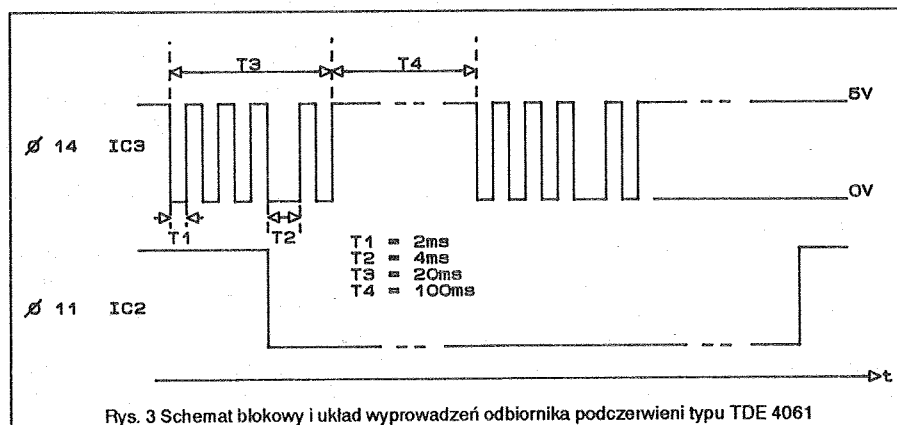 T3
T4
5V
Ø 14 IC3
0V
T1
T2
T1 = 2ms
T2 = 4ms
T3 = 20ms
T4 = 100ms
Ø 11 IC2
t
Rys. 3 Schemat blokowy i układ wyprowadzeń odbiornika podczerwieni typu TDE 4061